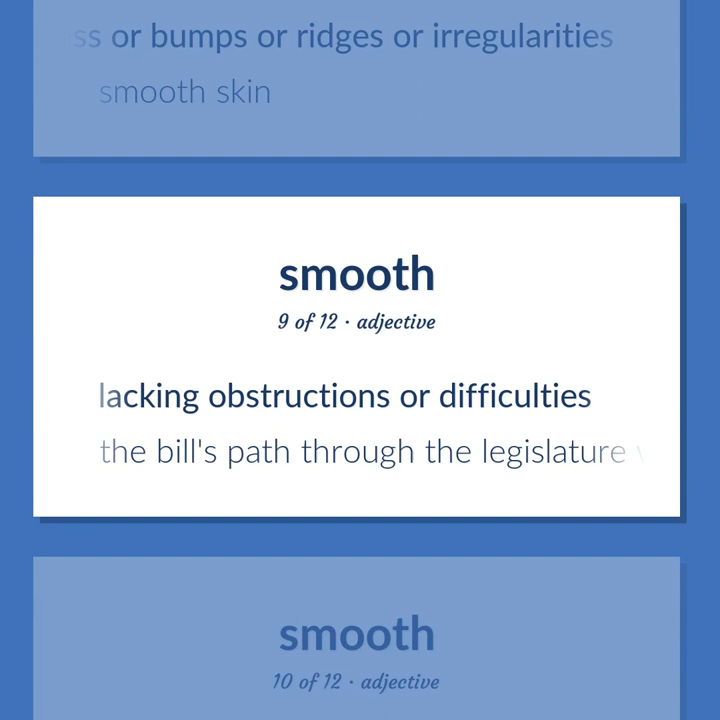 or bumps or ridges or irregularities
smooth skin
smooth
9 of 12 · adjective
lacking obstructions or difficulties
the bill's path through the legislature
smooth
10 of 12 · adjective